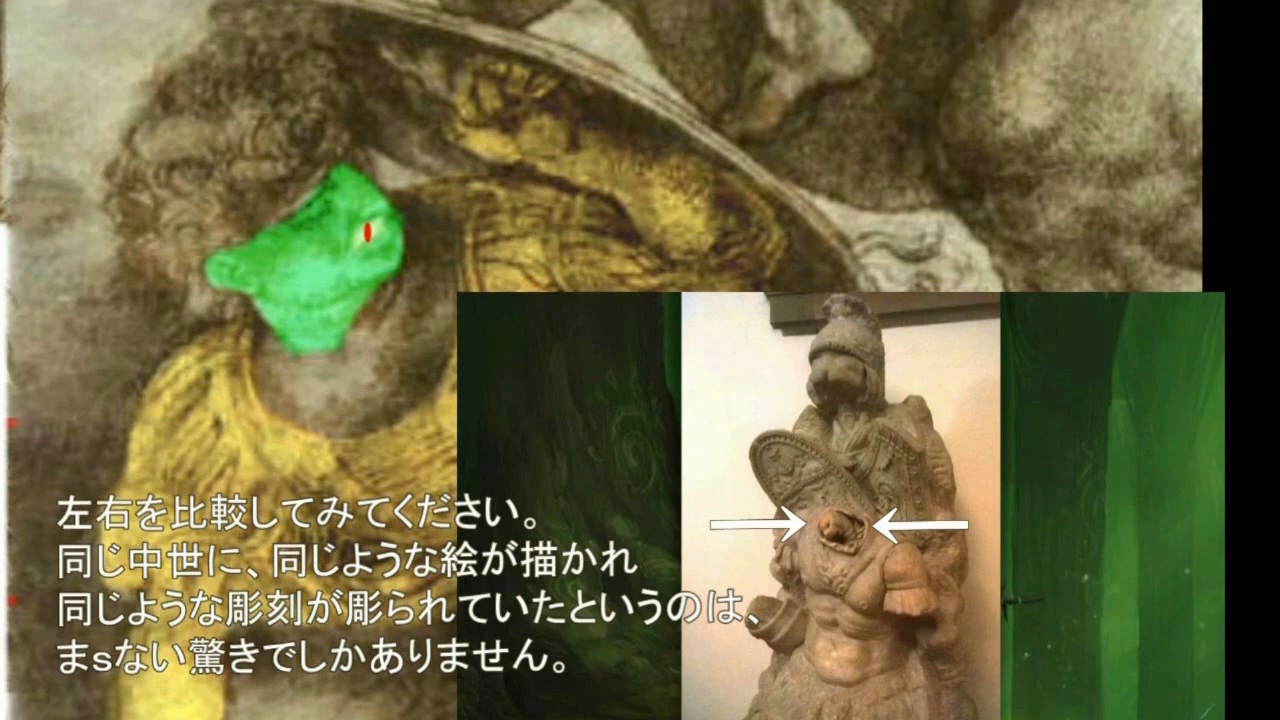 左右を比較してみてください。
同じ中世に、同じような絵が描かれ
同じような彫刻が彫られていたというのは、
まsない驚きでしかありません。